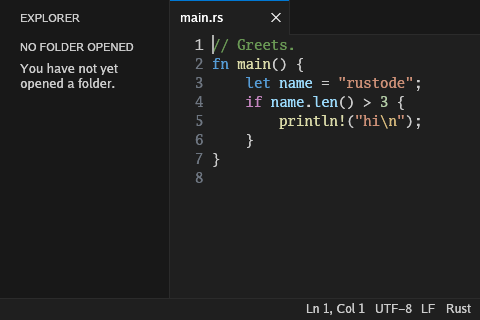 EXPLORER
NO FOLDER OPENED
You have not yet
opened a folder.
main.rs
1 // Greets.
2 fn main() {
3     let name = "rustode";
4     if name.len() > 3 {
5         println!("hi\n");
6     }
7 }
8
Ln 1, Col 1 UTF-8 LF Rust